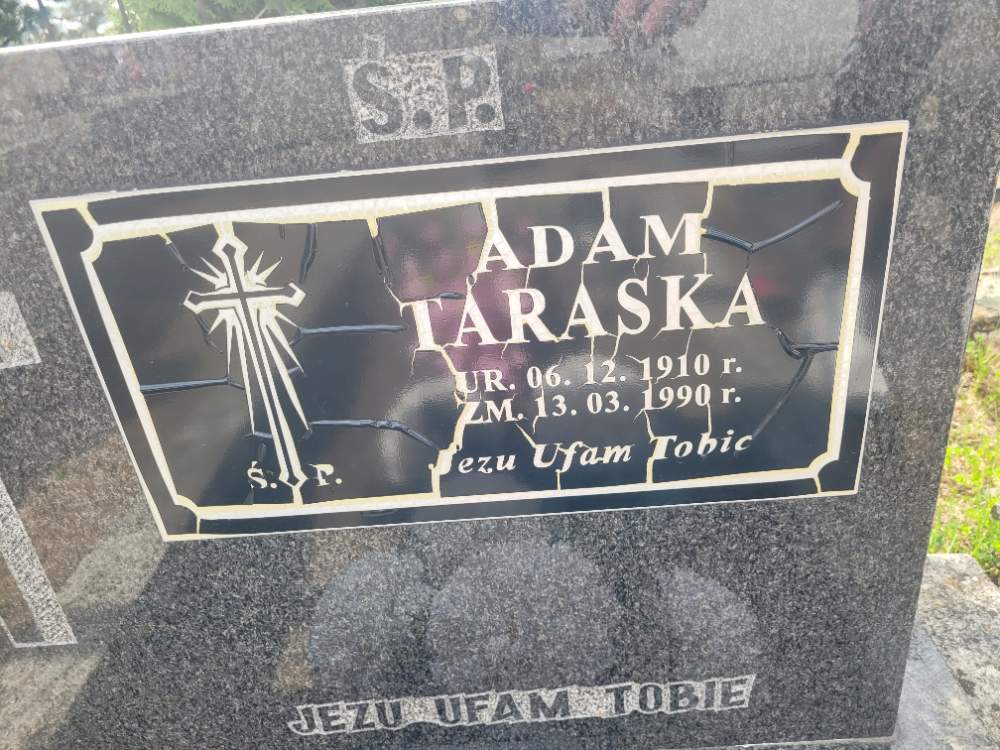 Ś.P.
ADAM
TARASKA
UR. 06. 12. 1910 r.
ZM. 13. 03. 1990 r.
Jezu Ufam Tobie
Ś. P.
JEZU UFAM TOBIE